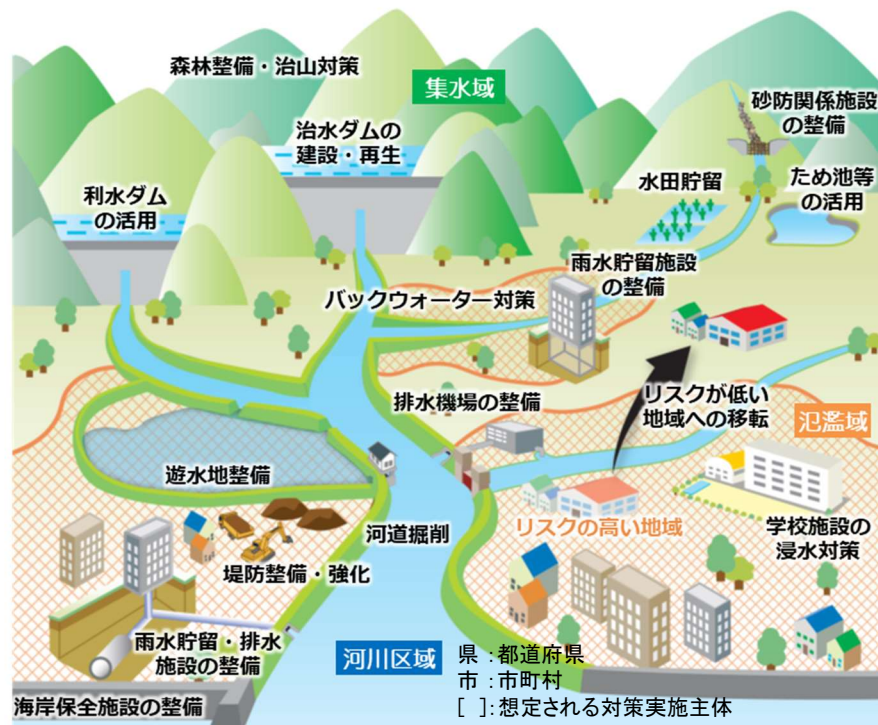 森林整備・治山対策
集水域
砂防関係施設
の整備
治水ダムの
建設・再生
水田貯留
ため池等
の活用
利水ダム
の活用
雨水貯留施設
の整備
バックウォーター対策
リスクが低い
地域への移転
排水機場の整備
氾濫域
遊水地整備
リスクの高い地域
学校施設の
浸水対策
河道掘削
堤防整備・強化
雨水貯留・排水
施設の整備
河川区域
県 :都道府県
市 :市町村
[ ]:想定される対策実施主体
海岸保全施設の整備